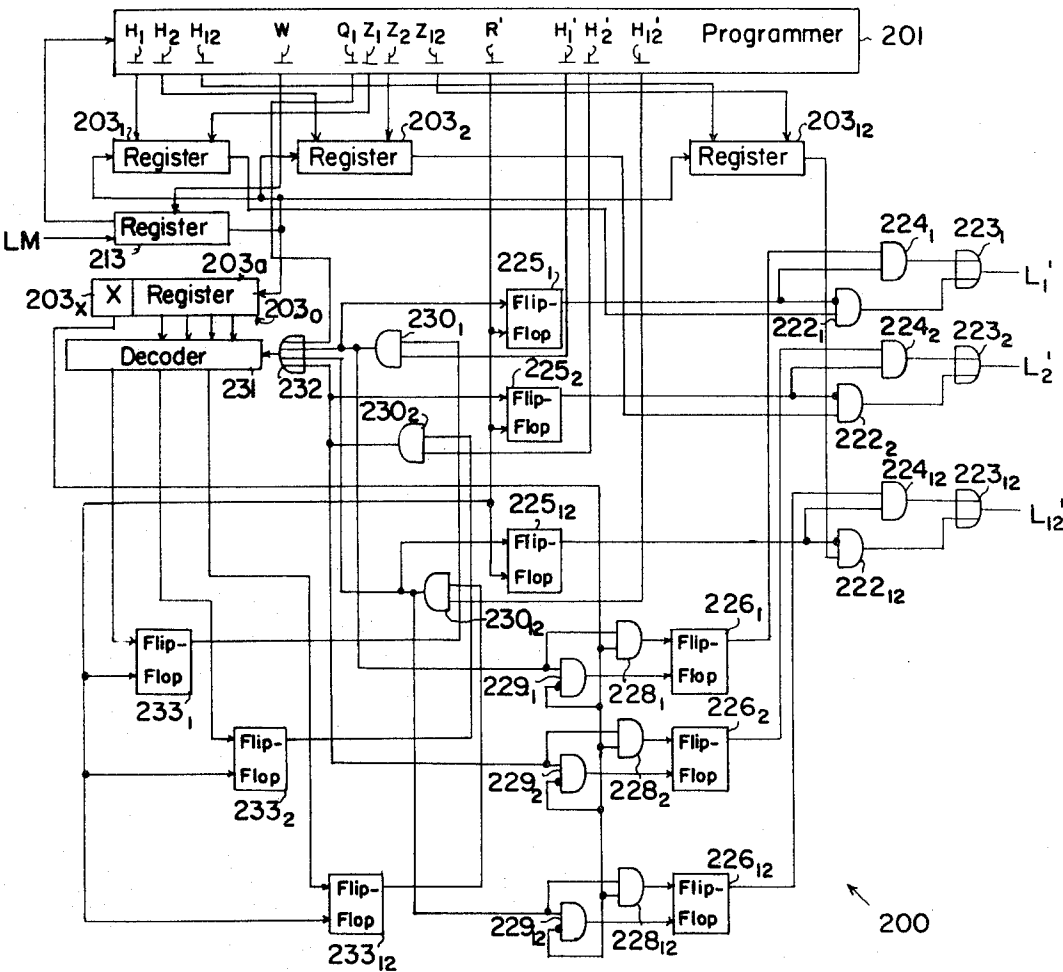 H₁ H₂ H₁₂ W Q₁ Z₁ Z₂ Z₁₂ R' H₁' H₂' H₁₂' Programmer 201
203₁ 203₂ 203₁₂
Register Register Register
Register
LM
213 203a
203x X Register
203₀
Decoder
231 232
224₁ 223₁
L₁'
225₁
Flip-
Flop
230₁
222₁
224₂ 223₂
L₂'
225₂
Flip-
Flop
230₂
222₂
224₁₂ 223₁₂
L₁₂'
225₁₂
Flip-
Flop
222₁₂
230₁₂
226₁
Flip-
Flop
233₁
229₁ 228₁
Flip-
Flop
226₂
Flip-
Flop
233₂
229₂ 228₂
Flip-
Flop
226₁₂
Flip-
Flop
233₁₂
229₁₂ 228₁₂
Flip-
Flop
200